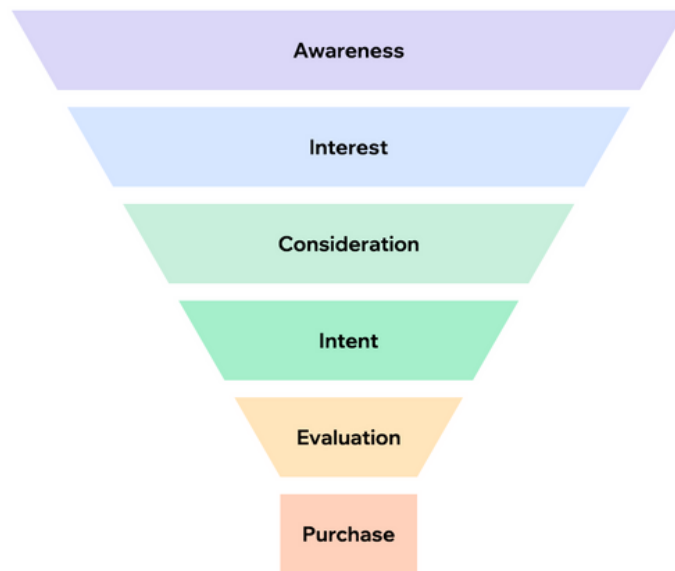 Awareness
Interest
Consideration
Intent
Evaluation
Purchase